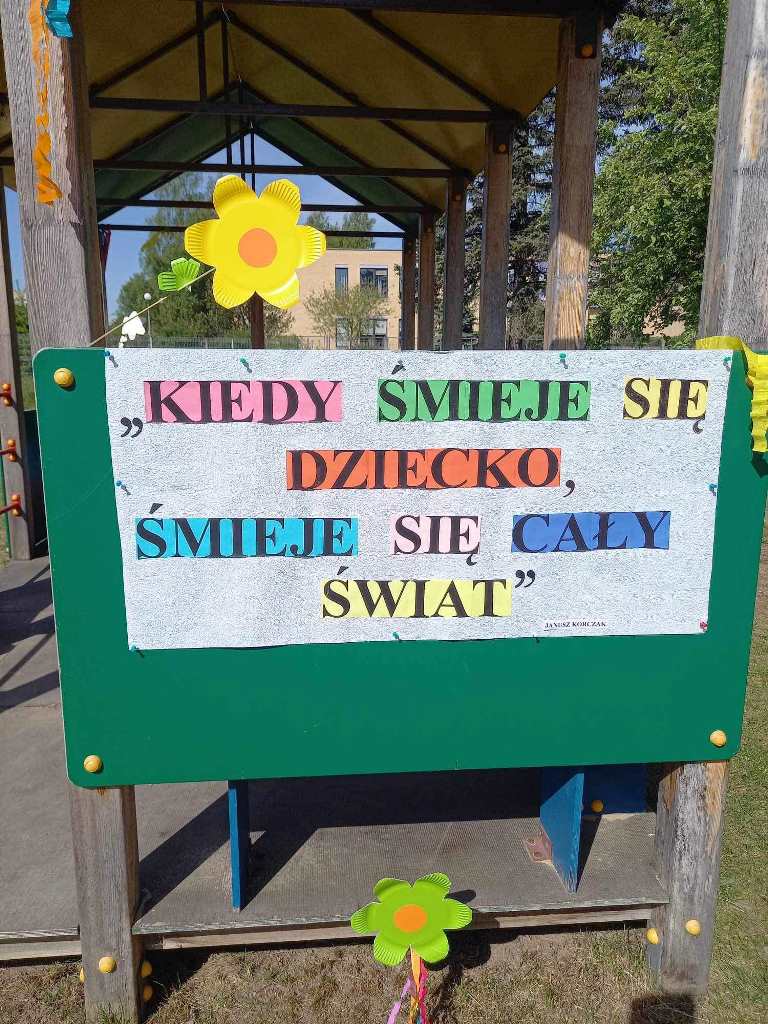 „KIEDY ŚMIEJE SIĘ
DZIECKO,
ŚMIEJE SIĘ CAŁY
ŚWIAT”
JANUSZ KORCZAK